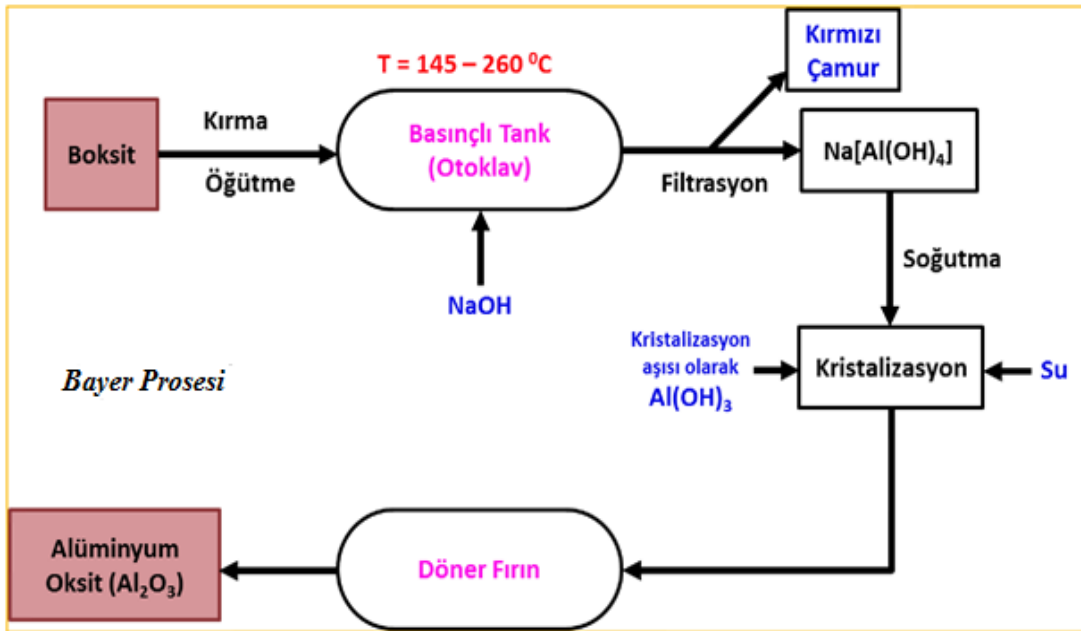 T = 145 – 260 ⁰C
Kırmızı
Çamur
Boksit
Kırma
Öğütme
Basınçlı Tank
(Otoklav)
Filtrasyon
Na[Al(OH)₄]
NaOH
Soğutma
Kristalizasyon
aşısı olarak
Al(OH)₃
Kristalizasyon
Su
Bayer Prosesi
Alüminyum
Oksit (Al₂O₃)
Döner Fırın